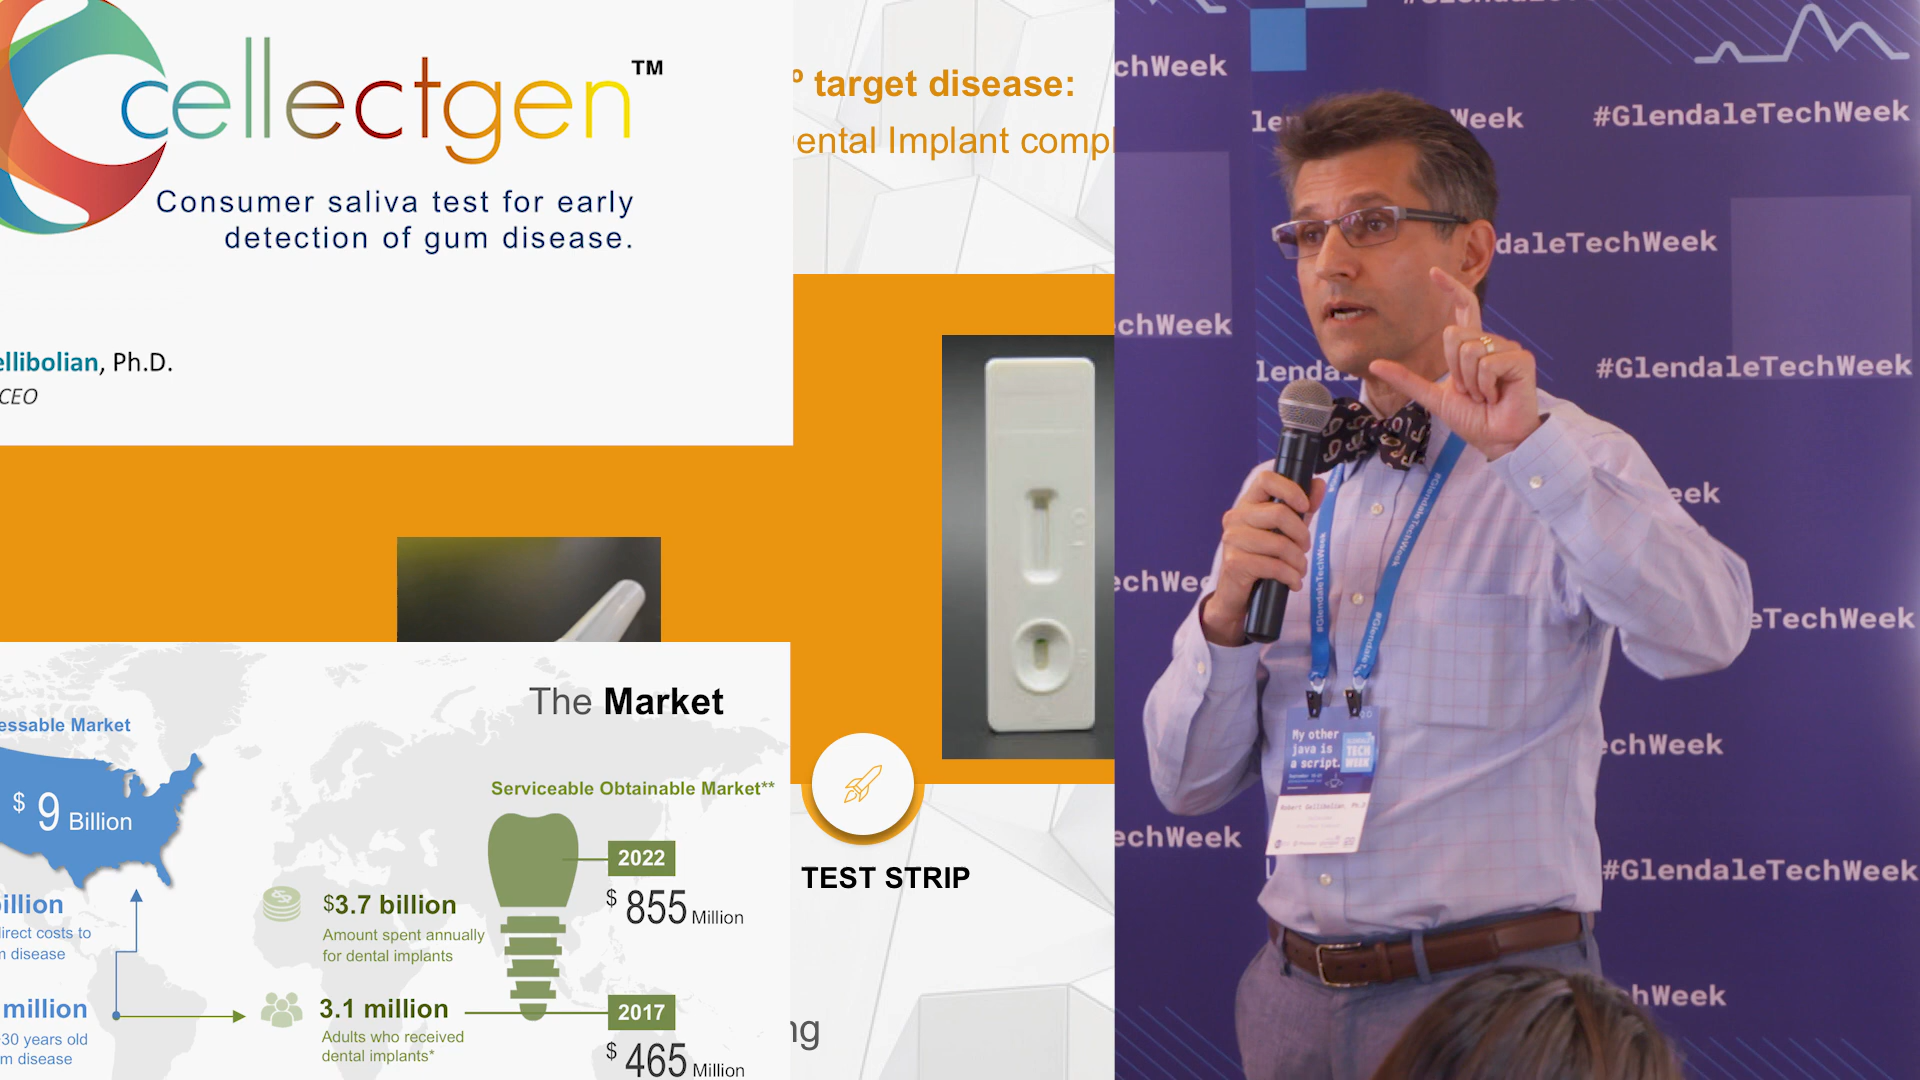 cellectgen™
Consumer saliva test for early
detection of gum disease.
ellibolian, Ph.D.
CEO
º target disease:
ental Implant compl
The Market
essable Market
$ 9 Billion
illion
irect costs to
m disease
million
30 years old
m disease
$3.7 billion
Amount spent annually
for dental implants
3.1 million
Adults who received
dental implants*
Serviceable Obtainable Market**
2022
$ 855 Million
2017
$ 465 Million
TEST STRIP
ng
chWeek
#GlendaleTechWeek
daleTechWeek
chWeek
#GlendaleTechWeek
eek
eTechWeek
echWeek
echWeek
#GlendaleTechWeek
hWeek
#GlendaleTechWeek
My other
java is
a script.
TECH
WEEK